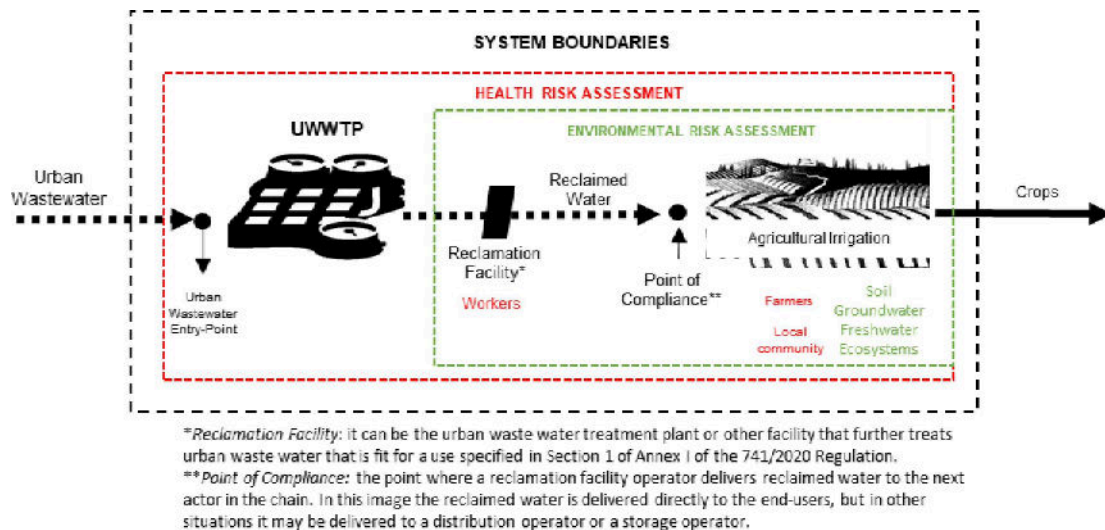 SYSTEM BOUNDARIES
HEALTH RISK ASSESSMENT
UWWTP
ENVIRONMENTAL RISK ASSESSMENT
Urban
Wastewater
Reclaimed
Water
Crops
Agricultural Irrigation
Urban
Wastewater
Entry-Point
Reclamation
Facility*
Workers
Point of
Compliance**
Farmers
Local
community
Soil
Groundwater
Freshwater
Ecosystems
*Reclamation Facility: it can be the urban waste water treatment plant or other facility that further treats
urban waste water that is fit for a use specified in Section 1 of Annex I of the 741/2020 Regulation.
**Point of Compliance: the point where a reclamation facility operator delivers reclaimed water to the next
actor in the chain. In this image the reclaimed water is delivered directly to the end-users, but in other
situations it may be delivered to a distribution operator or a storage operator.